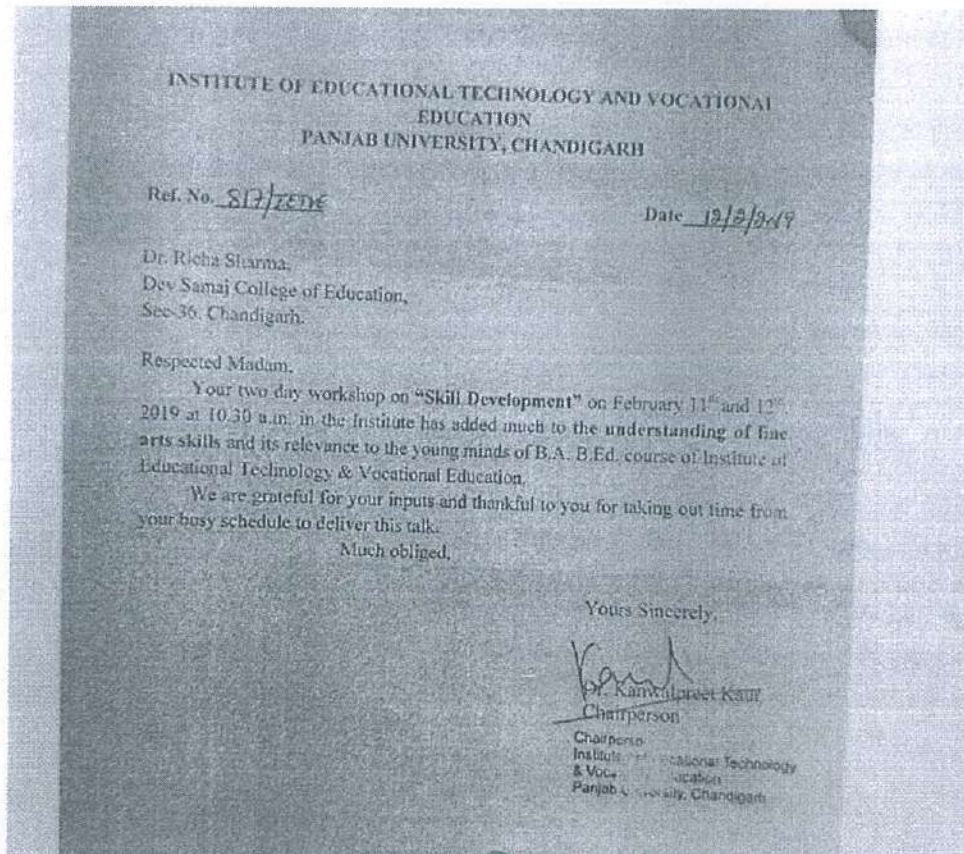 INSTITUTE OF EDUCATIONAL TECHNOLOGY AND VOCATIONAL
EDUCATION
PANJAB UNIVERSITY, CHANDIGARH
Ref. No. 817/IETVE
Date 12/2/2019
Dr. Richa Sharma,
Dev Samaj College of Education,
Sec-36, Chandigarh.
Respected Madam,
Your two day workshop on "Skill Development" on February 11th and 12th,
2019 at 10.30 a.m. in the Institute has added much to the understanding of fine
arts skills and its relevance to the young minds of B.A. B.Ed. course of Institute of
Educational Technology & Vocational Education.
We are grateful for your inputs and thankful to you for taking out time from
your busy schedule to deliver this talk.
Much obliged,
Yours Sincerely,
Dr. Kanwalpreet Kaur
Chairperson
Chairperso
Institute Technology
& Voc
Panjab Chandigarh